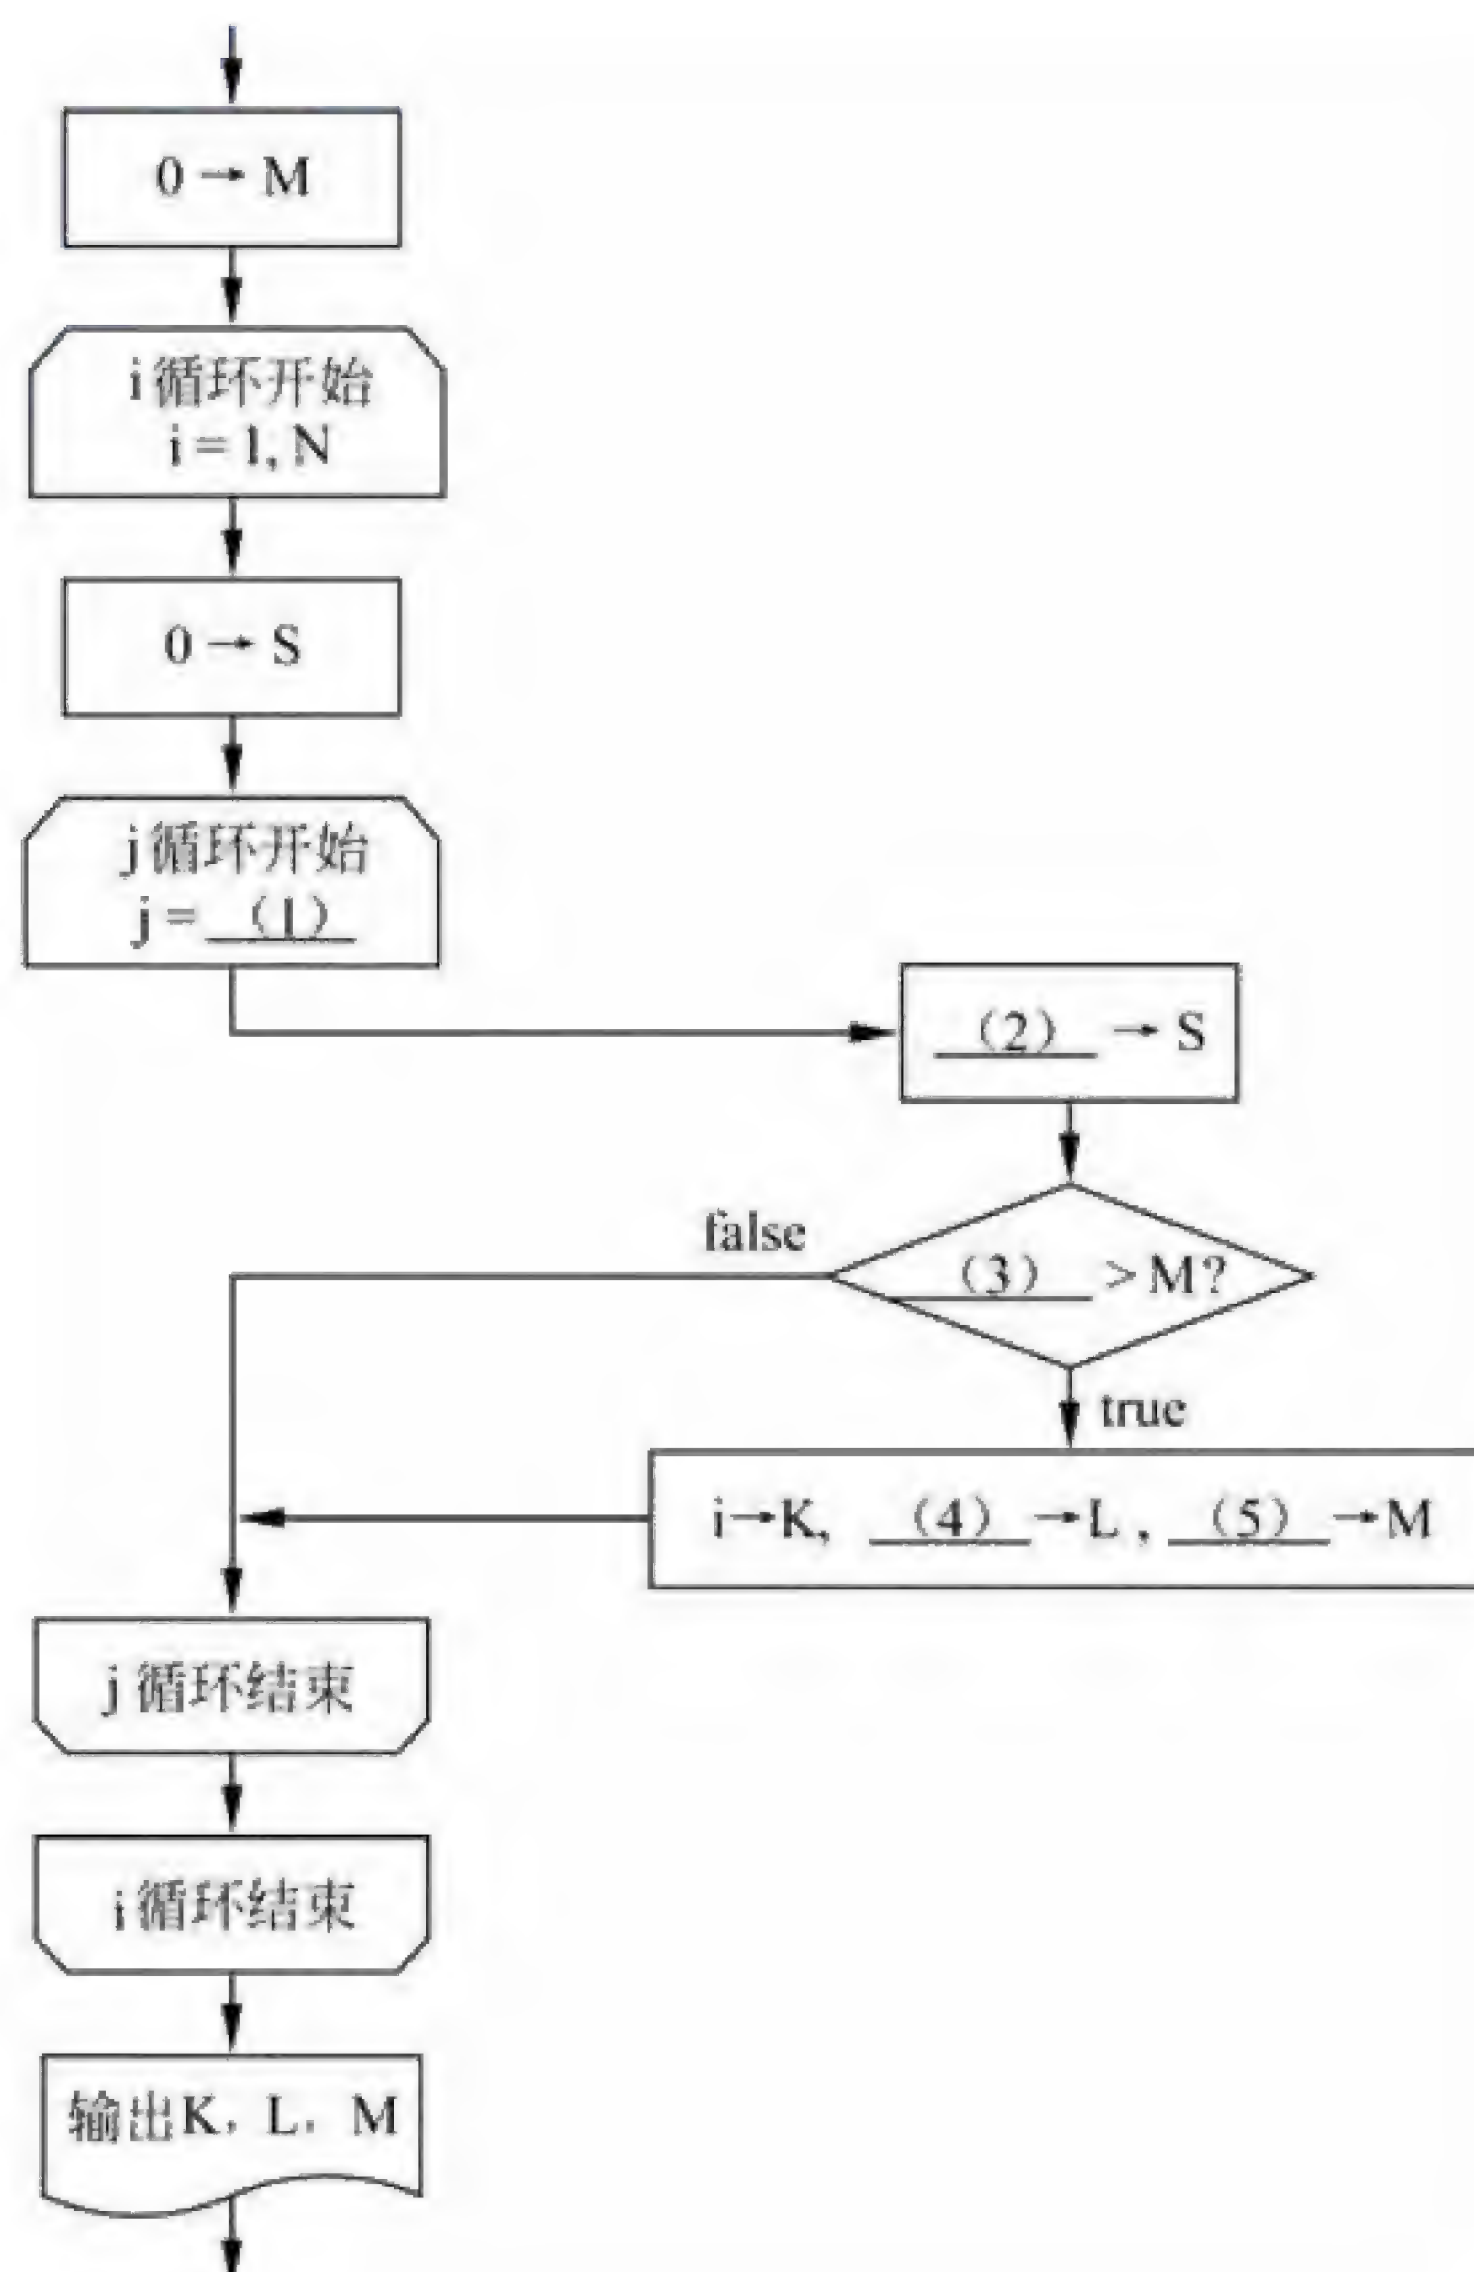 0→M
i循环开始
i=1,N
0→S
j循环开始
j=（1）
（2）→S
false
（3）>M?
true
i→K, （4）→L，（5）→M
j循环结束
i循环结束
输出K，L，M